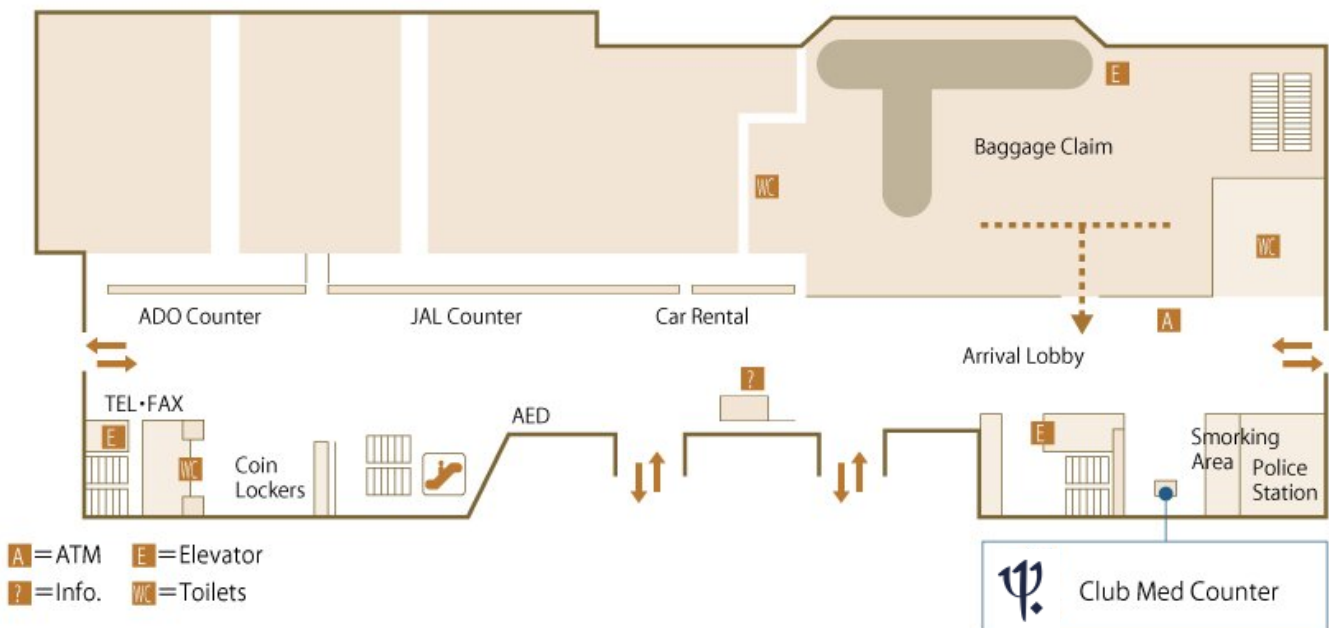 E
Baggage Claim
WC
WC
ADO Counter
JAL Counter
Car Rental
A
Arrival Lobby
?
TEL・FAX
AED
E
WC
Coin
Lockers
E
Smorking
Area
Police
Station
A=ATM
E=Elevator
?=Info.
WC=Toilets
Club Med Counter